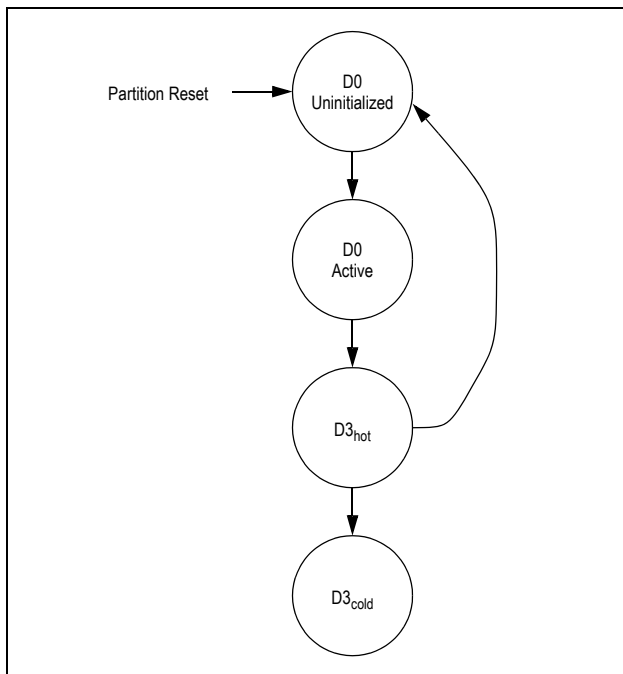 Partition Reset
D0
Uninitialized
D0
Active
D3hot
D3cold